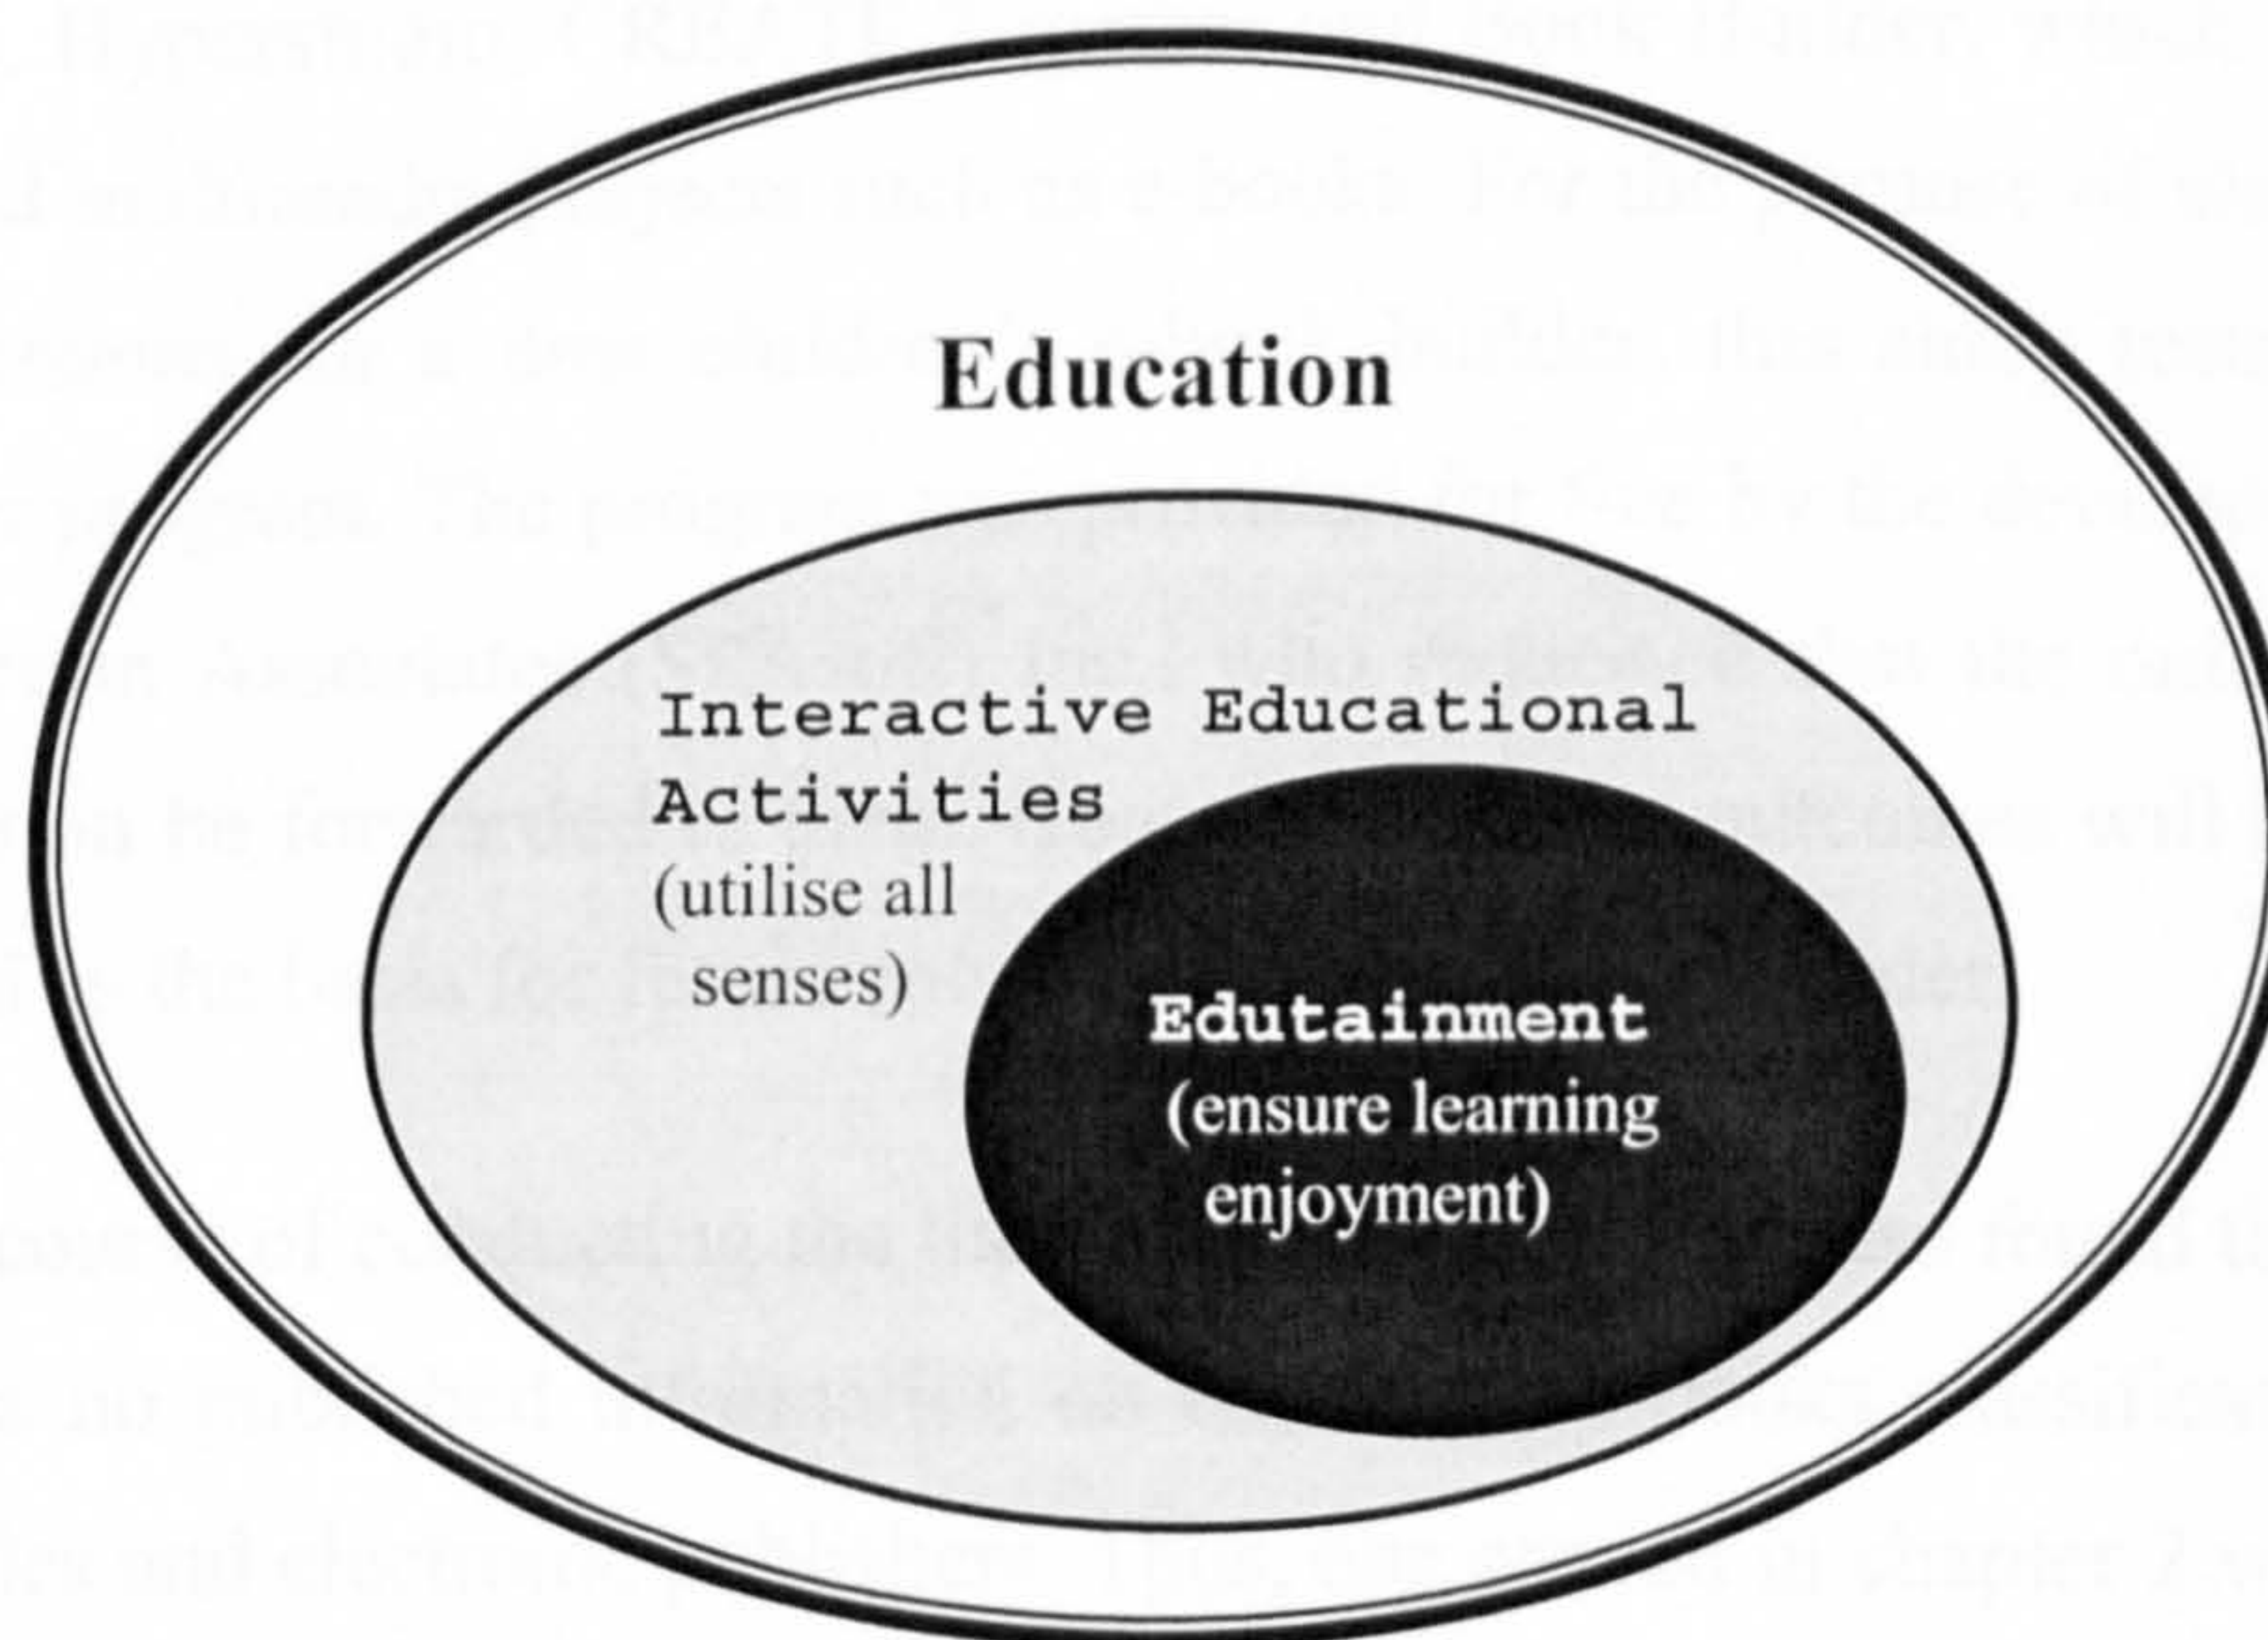 Education
Interactive Educational
Activities
(utilise all
senses)
Edutainment
(ensure learning
enjoyment)